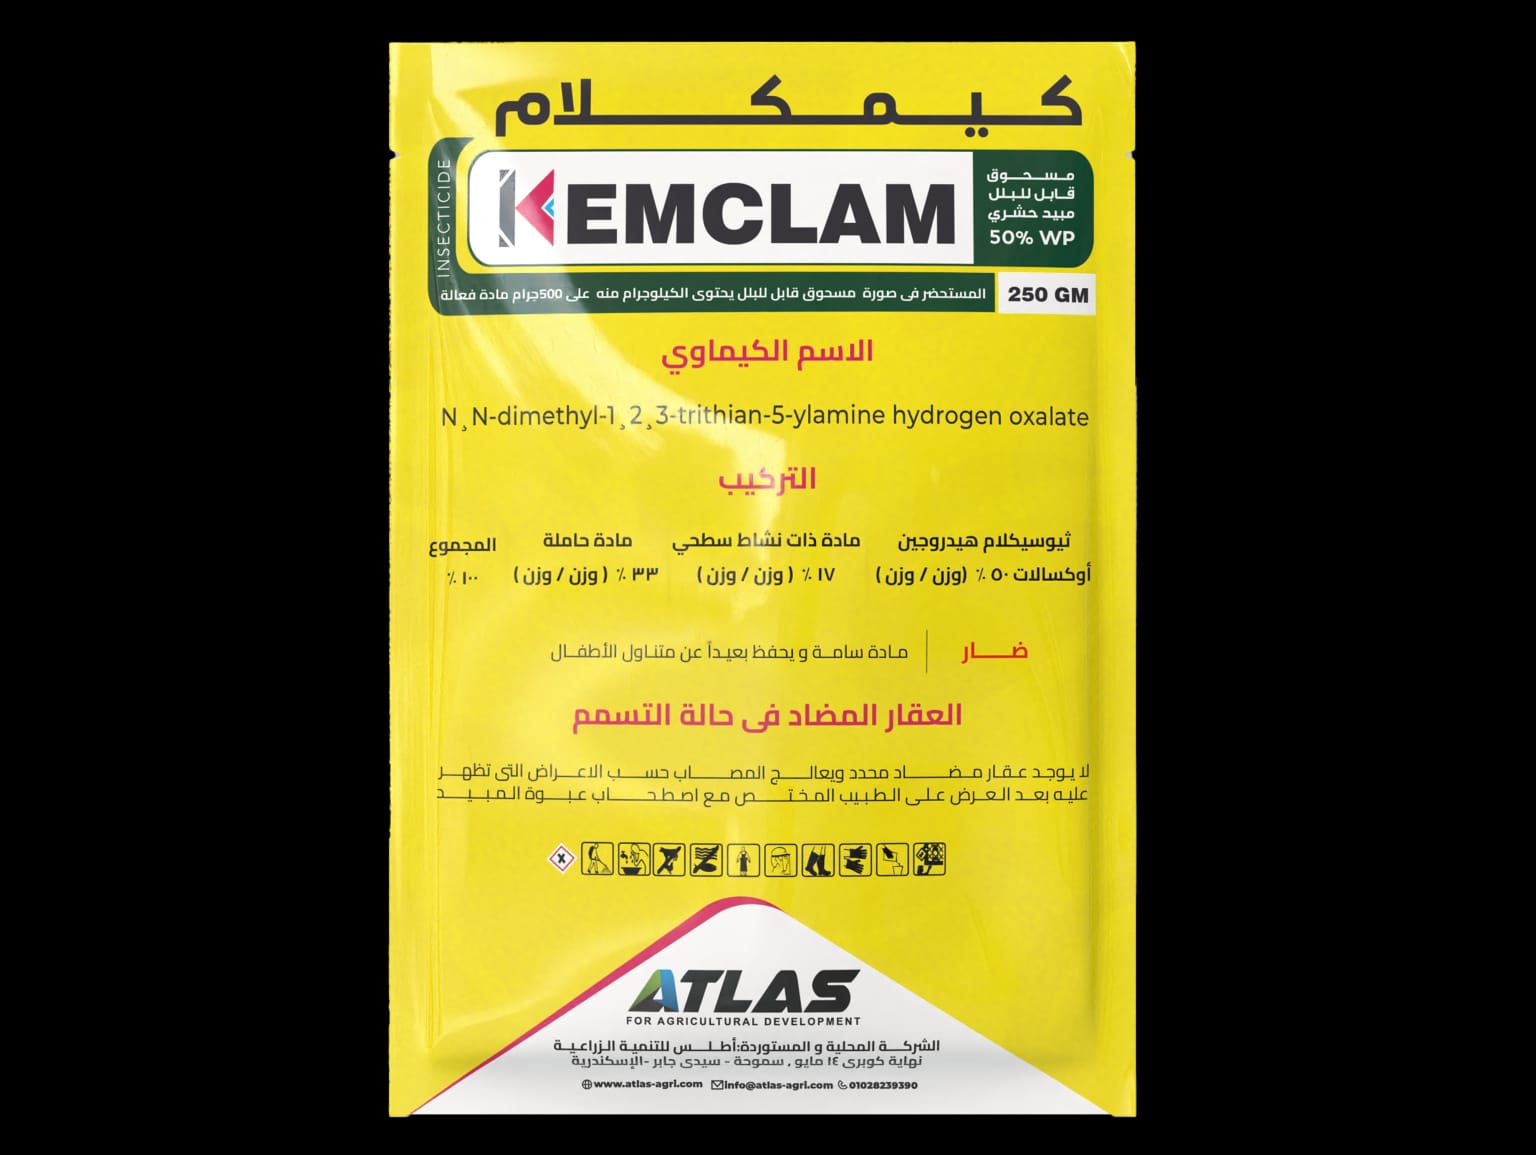 كيمكلام
INSECTICIDE
KEMCLAM
مسحوق
قابل للبلل
مبيد حشري
50% WP
المستحضر فى صورة مسحوق قابل للبلل يحتوى الكيلوجرام منه على 500جرام مادة فعالة
250 GM
الاسم الكيماوي
N¸N-dimethyl-1¸2¸3-trithian-5-ylamine hydrogen oxalate
التركيب
ثيوسيكلام هيدروجين
أوكسالات ٥٠ ٪ (وزن / وزن)
مادة ذات نشاط سطحي
١٧ ٪ (وزن / وزن)
مادة حاملة
٣٣ ٪ (وزن / وزن)
المجموع
١٠٠ ٪
ضار
مادة سامة و يحفظ بعيداً عن متناول الأطفال
العقار المضاد فى حالة التسمم
لا يوجد عقار مضاد محدد ويعالج المصاب حسب الاعراض التى تظهر
عليه بعد العرض على الطبيب المختص مع اصطحاب عبوة المبيد
X
ATLAS
FOR AGRICULTURAL DEVELOPMENT
الشركة المحلية و المستوردة:أطلس للتنمية الزراعية
نهاية كوبرى ١٤ مايو , سموحة - سيدى جابر -الإسكندرية
www.atlas-agri.com info@atlas-agri.com 01028239390